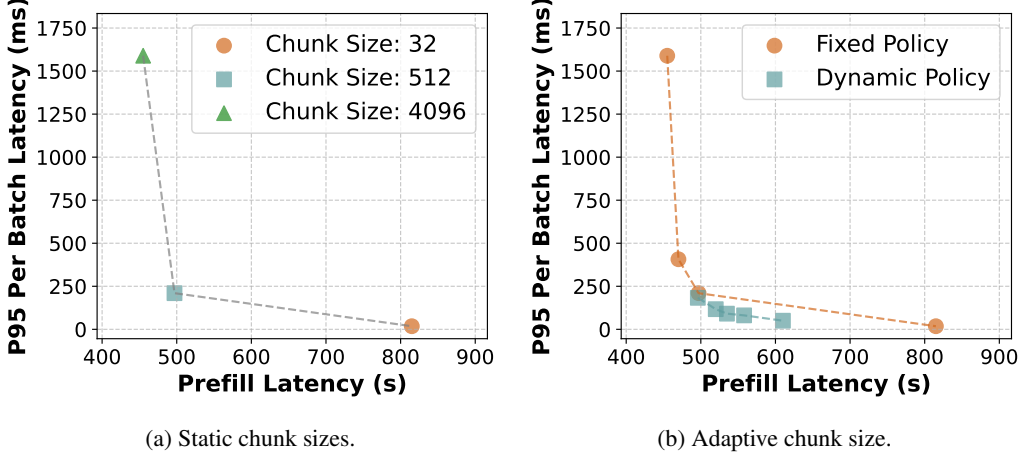 P95 Per Batch Latency (ms)
1750
1500
1250
1000
750
500
250
0
Chunk Size: 32
Chunk Size: 512
Chunk Size: 4096
400 500 600 700 800 900
Prefill Latency (s)
(a) Static chunk sizes.
P95 Per Batch Latency (ms)
1750
1500
1250
1000
750
500
250
0
Fixed Policy
Dynamic Policy
400 500 600 700 800 900
Prefill Latency (s)
(b) Adaptive chunk size.